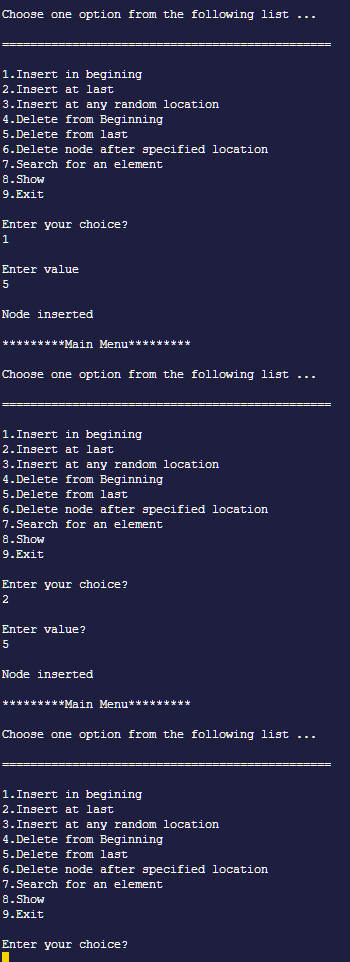 Choose one option from the following list ...
===============================================
1.Insert in begining
2.Insert at last
3.Insert at any random location
4.Delete from Beginning
5.Delete from last
6.Delete node after specified location
7.Search for an element
8.Show
9.Exit
Enter your choice?
1
Enter value
5
Node inserted
*********Main Menu*********
Choose one option from the following list ...
===============================================
1.Insert in begining
2.Insert at last
3.Insert at any random location
4.Delete from Beginning
5.Delete from last
6.Delete node after specified location
7.Search for an element
8.Show
9.Exit
Enter your choice?
2
Enter value?
5
Node inserted
*********Main Menu*********
Choose one option from the following list ...
===============================================
1.Insert in begining
2.Insert at last
3.Insert at any random location
4.Delete from Beginning
5.Delete from last
6.Delete node after specified location
7.Search for an element
8.Show
9.Exit
Enter your choice?